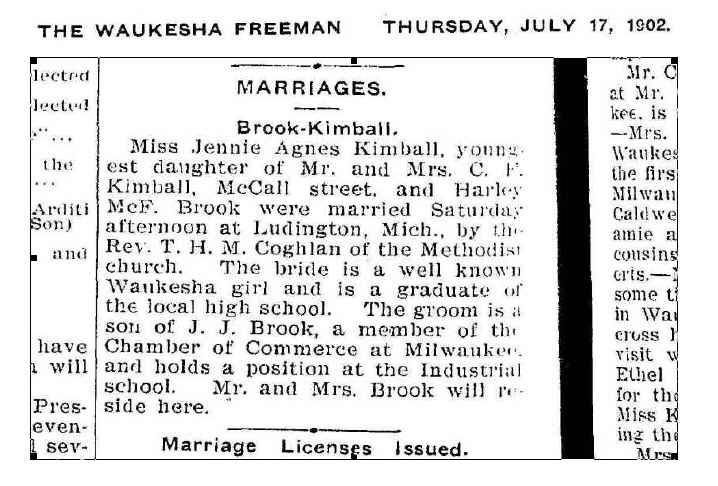 THE WAUKESHA FREEMAN THURSDAY, JULY 17, 1902.
lected
lected
the
Arditi
Son)
and
have
will
Pres-
even-
sev-
MARRIAGES.
Brook-Kimball.
Miss Jennie Agnes Kimball, young-
est daughter of Mr. and Mrs. C. F.
Kimball, McCall street, and Harley
McF. Brook were married Saturday
afternoon at Ludington, Mich., by the
Rev. T. H. M. Coghlan of the Methodist
church. The bride is a well known
Waukesha girl and is a graduate of
the local high school. The groom is a
son of J. J. Brook, a member of the
Chamber of Commerce at Milwaukee,
and holds a position at the Industrial
school. Mr. and Mrs. Brook will re-
side here.
Marriage Licenses Issued.
Mr. C
at Mr.
kee, is
—Mrs.
Waukes
the firs
Milwau
Caldwe
amie a
cousins
erts.—
some t
in Wau
cross
visit w
Ethel
for the
Miss K
ing the
Mrs